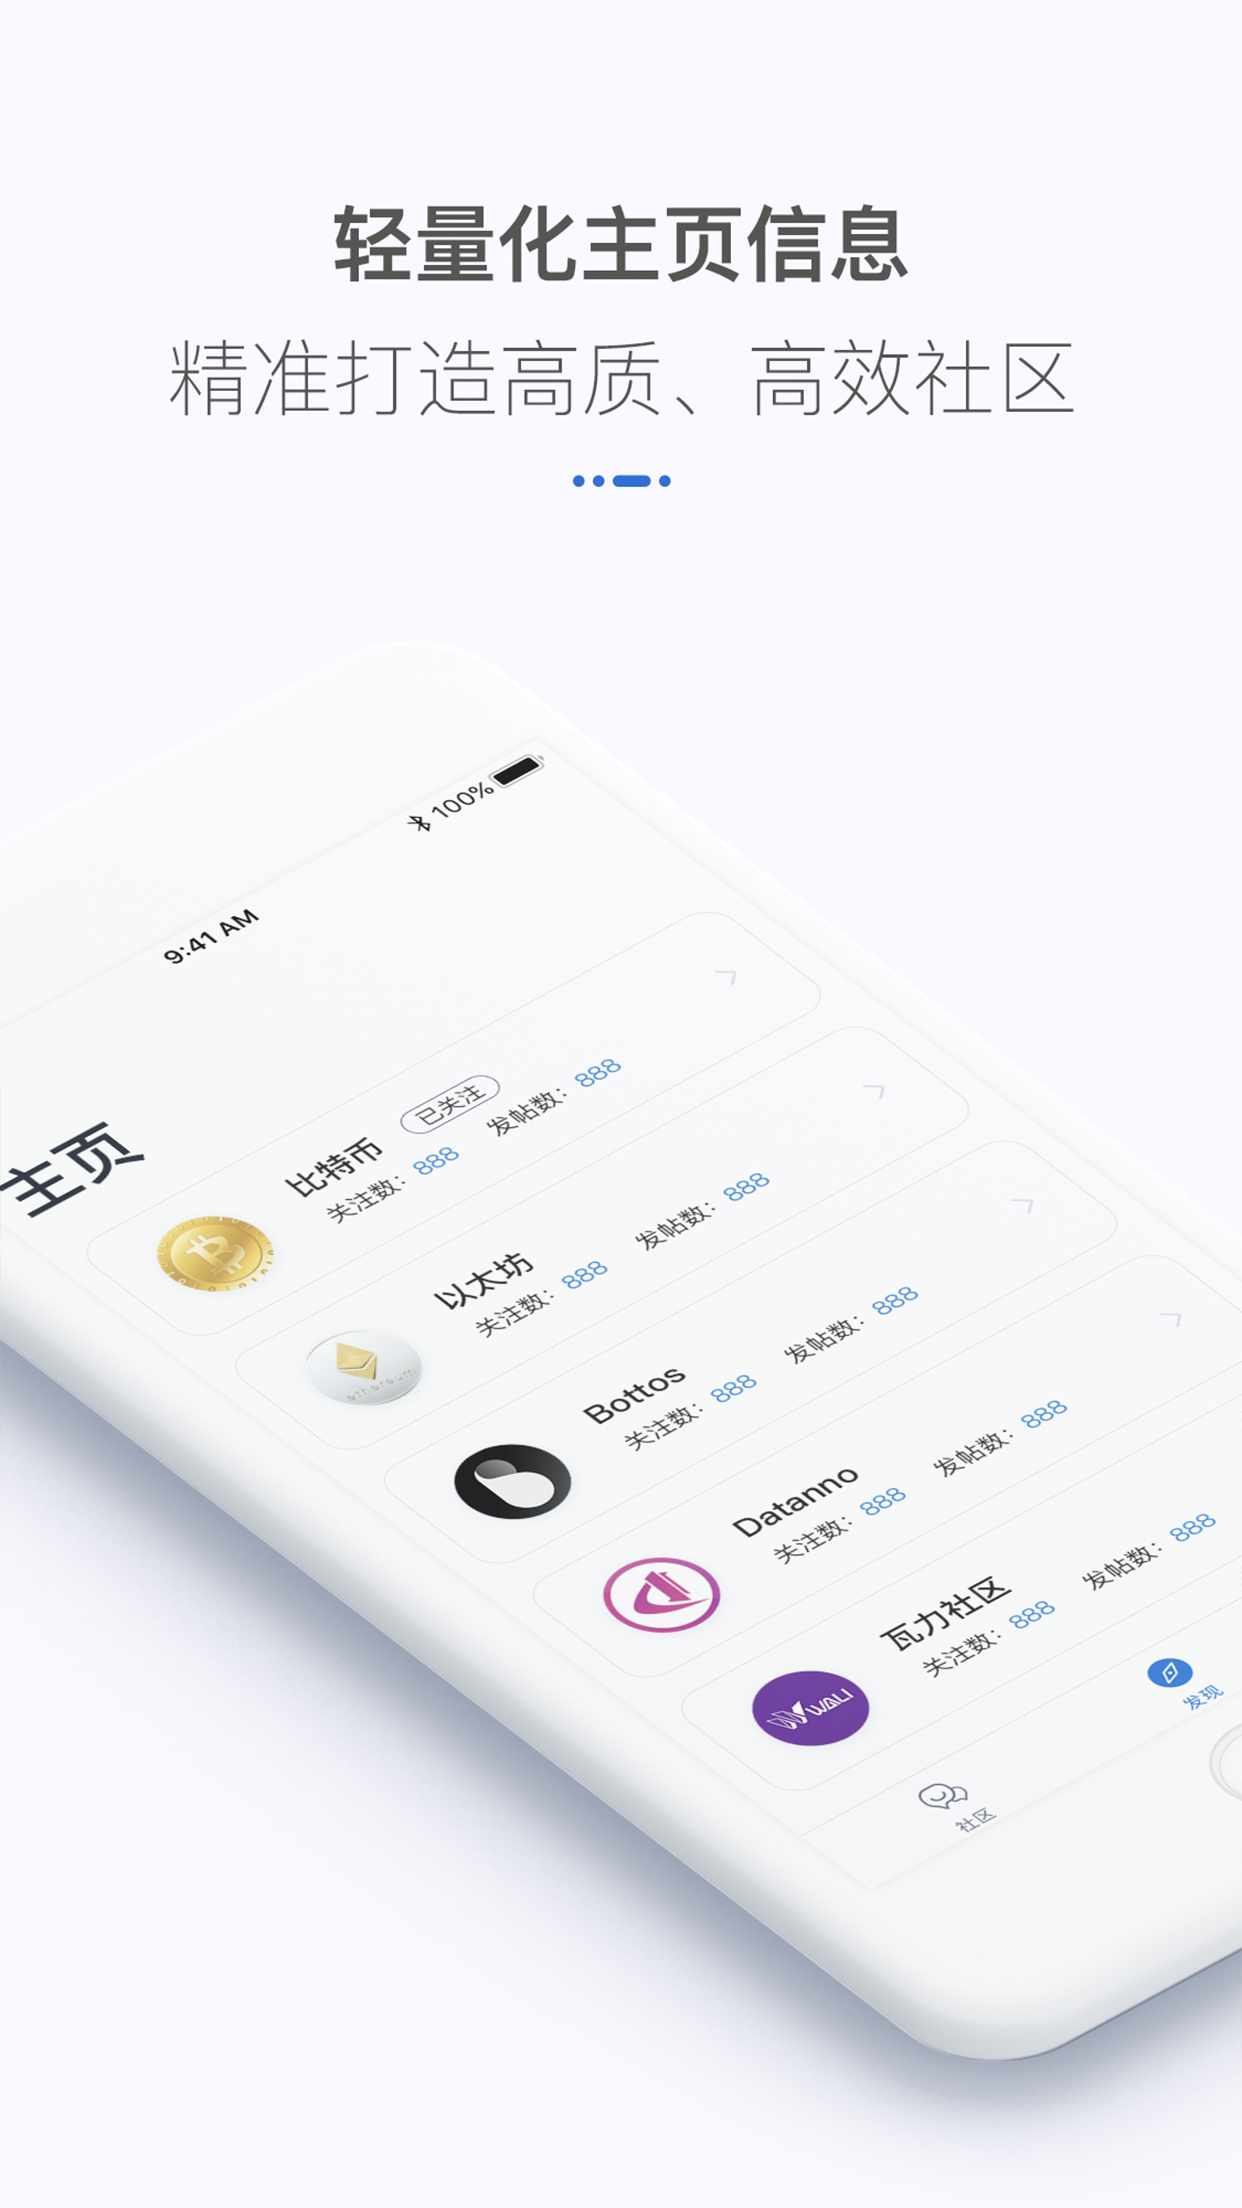 轻量化主页信息
精准打造高质、高效社区
9:41 AM
100%
主页
比特币 已关注
关注数：888 发帖数：888
以太坊
关注数：888 发帖数：888
ethereum
Bottos
关注数：888 发帖数：888
Datanno
关注数：888 发帖数：888
瓦力社区
关注数：888 发帖数：888
WALI
社区
发现